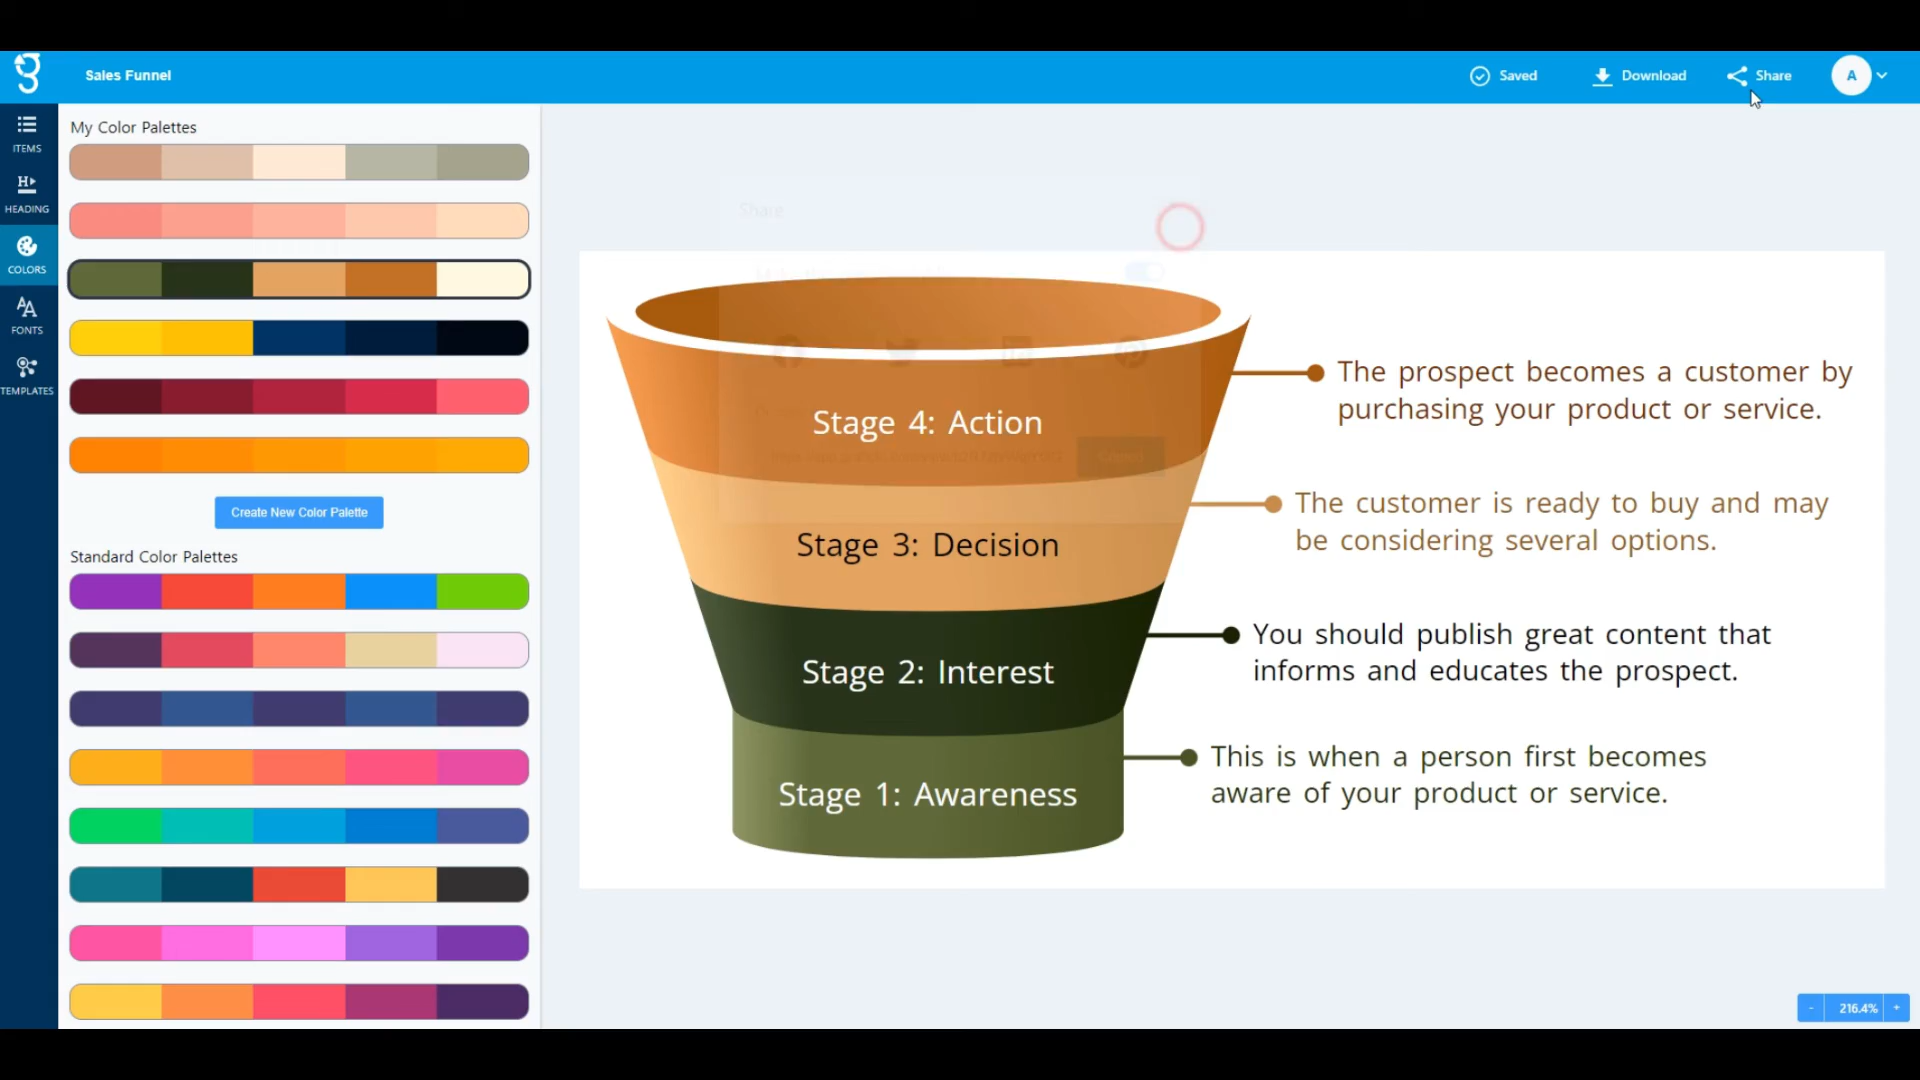 Sales Funnel
Saved
Download
Share
A
ITEMS
HEADING
COLORS
FONTS
TEMPLATES
My Color Palettes
Create New Color Palette
Standard Color Palettes
Share
Stage 4: Action
Stage 3: Decision
Stage 2: Interest
Stage 1: Awareness
The prospect becomes a customer by
purchasing your product or service.
The customer is ready to buy and may
be considering several options.
You should publish great content that
informs and educates the prospect.
This is when a person first becomes
aware of your product or service.
- 216.4% +